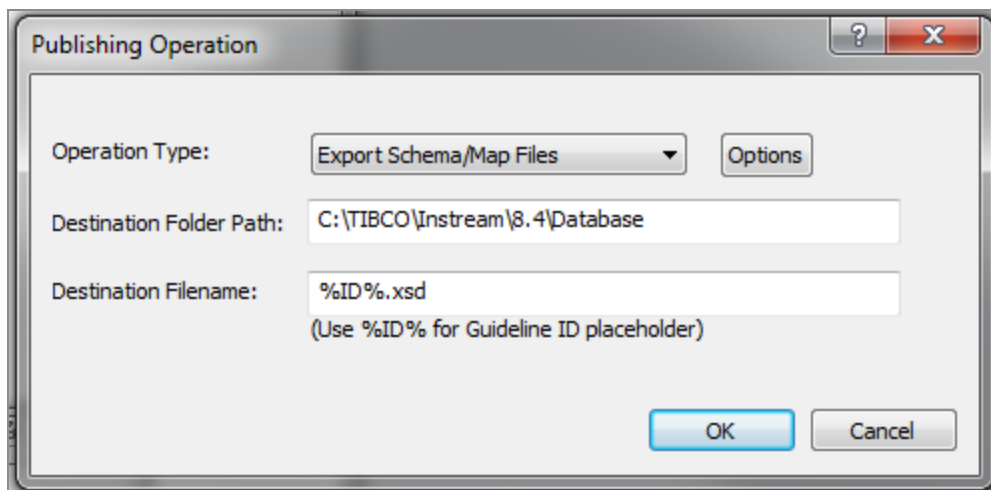 Publishing Operation
?
X
Operation Type:
Export Schema/Map Files
Options
Destination Folder Path:
C:\TIBCO\Instream\8.4\Database
Destination Filename:
%ID%.xsd
(Use %ID% for Guideline ID placeholder)
OK
Cancel